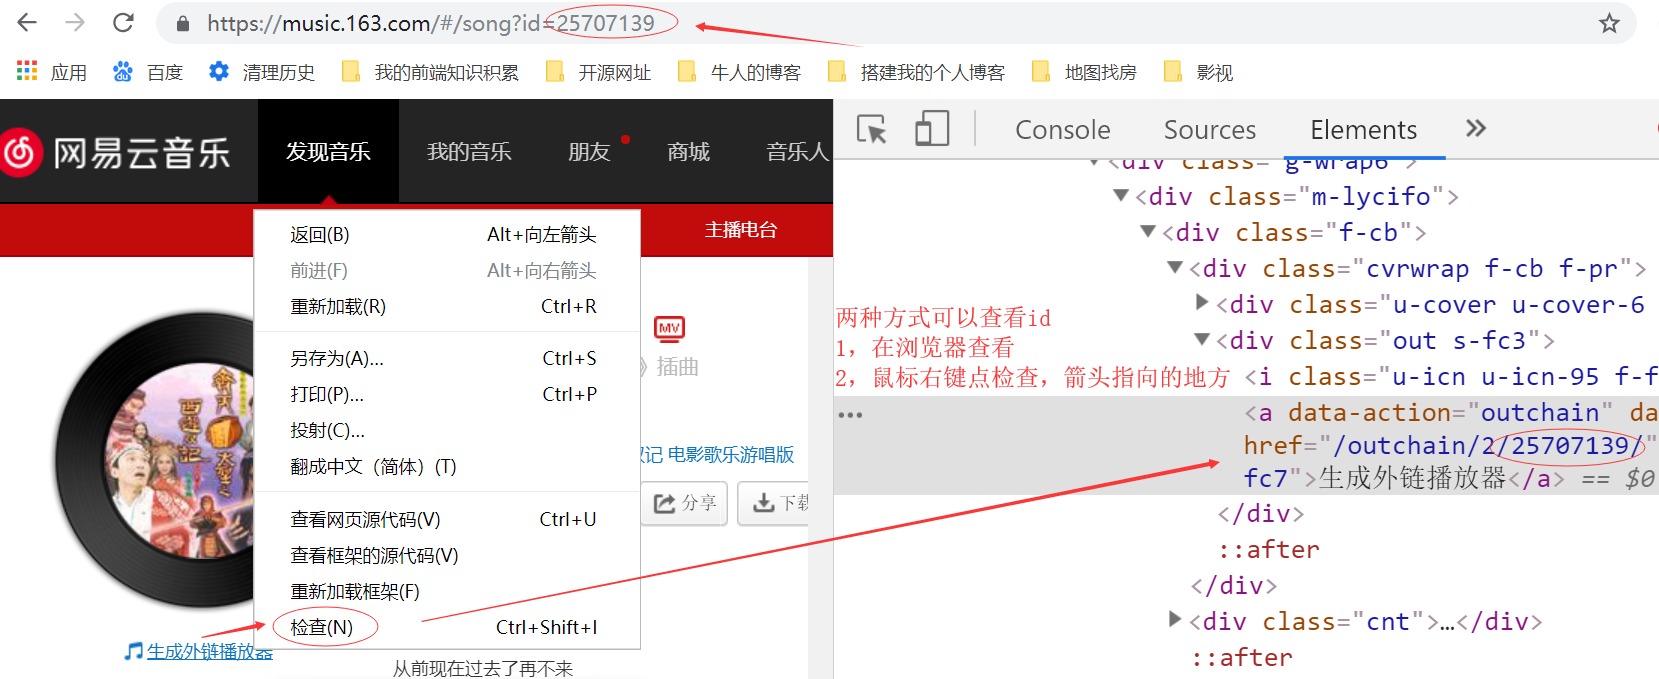 https://music.163.com/#/song?id=25707139
应用 百度 清理历史 我的前端知识积累 开源网址 牛人的博客 搭建我的个人博客 地图找房 影视
网易云音乐 发现音乐 我的音乐 朋友 商城 音乐人
主播电台
返回(B) Alt+向左箭头
前进(F) Alt+向右箭头
重新加载(R) Ctrl+R
另存为(A)... Ctrl+S
打印(P)... Ctrl+P
投射(C)...
翻成中文（简体）(T)
查看网页源代码(V) Ctrl+U
查看框架的源代码(V)
重新加载框架(F)
检查(N) Ctrl+Shift+I
MV
插曲
记 电影歌乐游唱版
分享 下载
生成外链播放器
从前现在过去了再不来
Console Sources Elements
<div class="g-wrap6">
<div class="m-lycifo">
<div class="f-cb">
<div class="cvrwrap f-cb f-pr">
<div class="u-cover u-cover-6
<div class="out s-fc3">
<i class="u-icn u-icn-95 f-f
<a data-action="outchain" da
href="/outchain/2/25707139/"
fc7">生成外链播放器</a> == $0
</div>
::after
</div>
<div class="cnt">…</div>
::after
两种方式可以查看id
1，在浏览器查看
2，鼠标右键点检查，箭头指向的地方